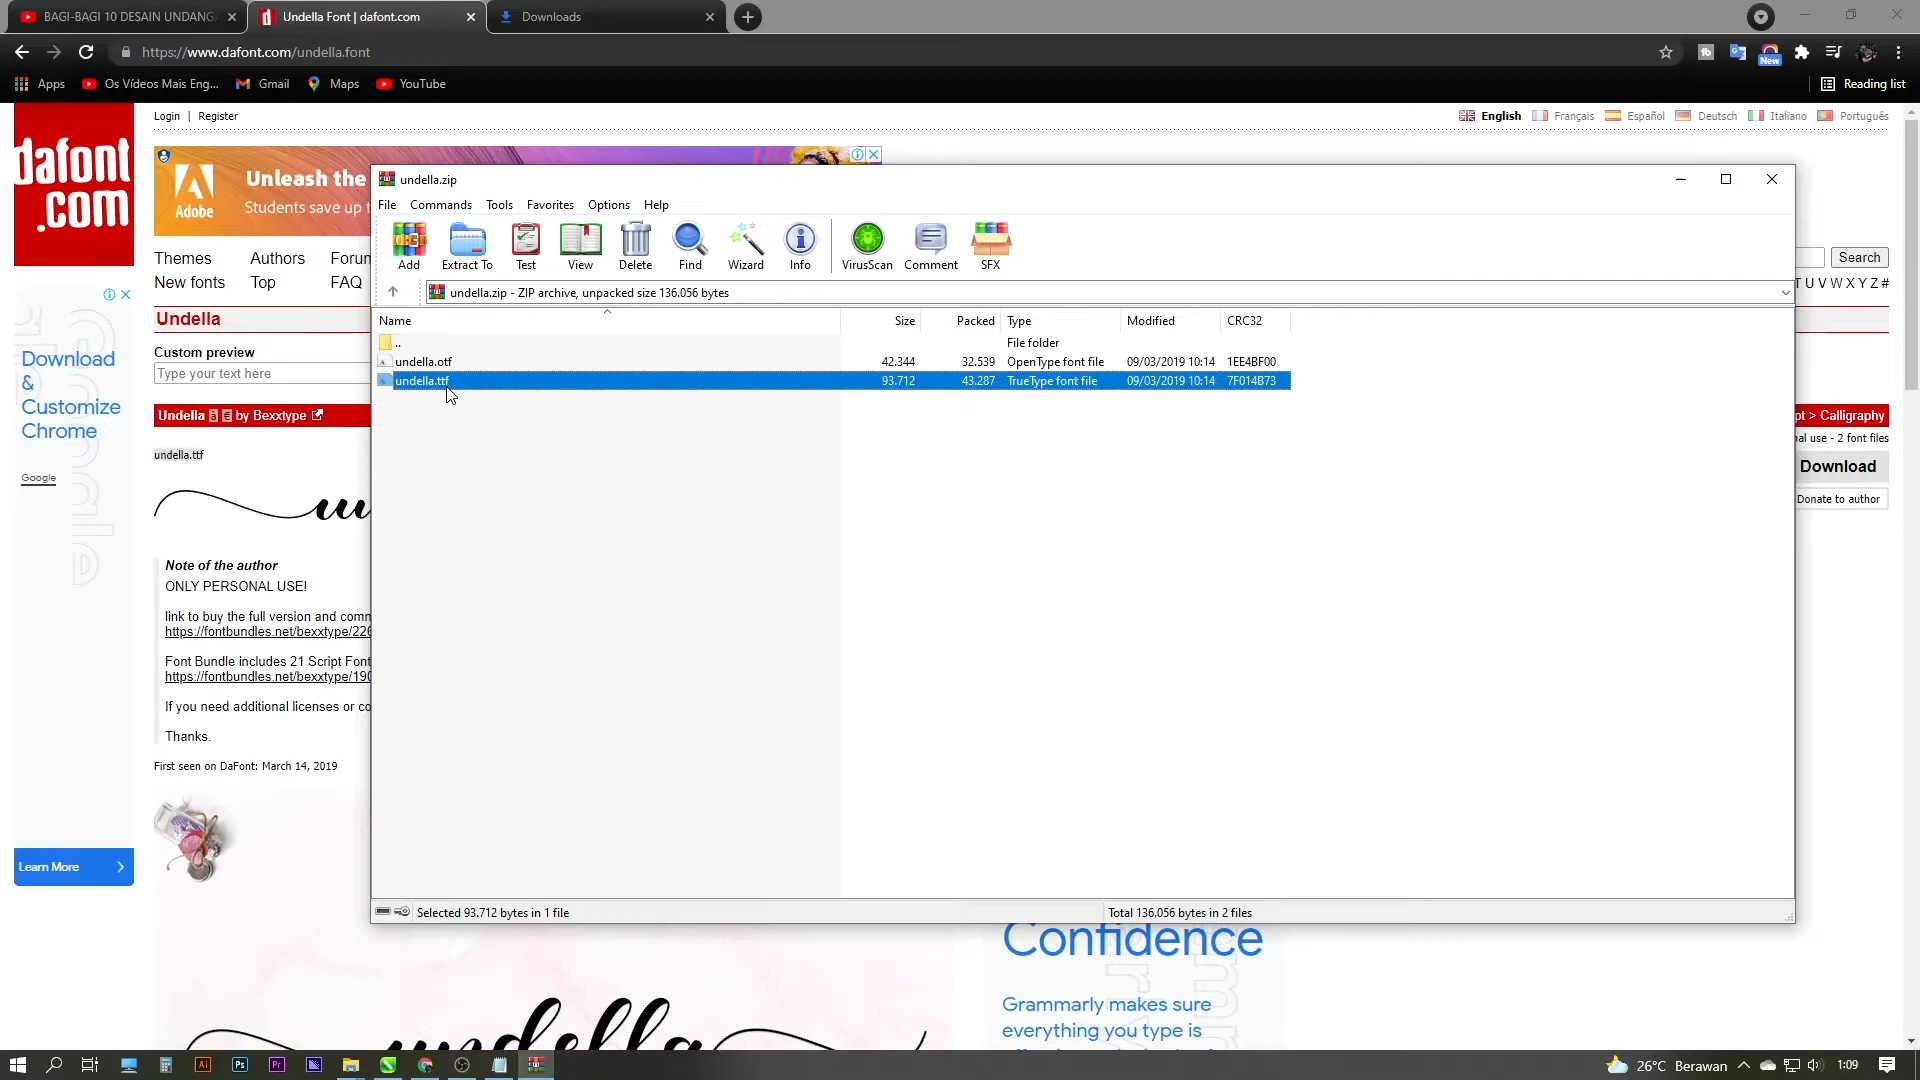 BAGI-BAGI 10 DESAIN UNDANGA
Undella Font | dafont.com
Downloads
https://www.dafont.com/undella.font
New
Apps
Os Vídeos Mais Eng...
Gmail
Maps
YouTube
Reading list
dafont
.com
Login | Register
English
Français
Español
Deutsch
Italiano
Português
Adobe
Unleash the
Students save up t
Themes
Authors
Forum
New fonts
Top
FAQ
Search
T U V W X Y Z #
undella.zip
File
Commands
Tools
Favorites
Options
Help
Add
Extract To
Test
View
Delete
Find
Wizard
Info
VirusScan
Comment
SFX
undella.zip - ZIP archive, unpacked size 136.056 bytes
Name
Size
Packed
Type
Modified
CRC32
..
File folder
undella.otf
42.344
32.539
OpenType font file
09/03/2019 10:14
1EE4BF00
undella.ttf
93.712
43.287
TrueType font file
09/03/2019 10:14
7F014B73
Selected 93.712 bytes in 1 file
Total 136.056 bytes in 2 files
Download
&
Customize
Chrome
Google
Learn More
Undella
Custom preview
Type your text here
Undella à € by Bexxtype
pt > Calligraphy
nal use - 2 font files
Download
Donate to author
undella.ttf
Note of the author
ONLY PERSONAL USE!
link to buy the full version and comm
https://fontbundles.net/bexxtype/226
Font Bundle includes 21 Script Font
https://fontbundles.net/bexxtype/190
If you need additional licenses or co
Thanks.
First seen on DaFont: March 14, 2019
undella
Confidence
Grammarly makes sure
everything you type is
Ai
Ps
Pr
26°C
Berawan
1:09